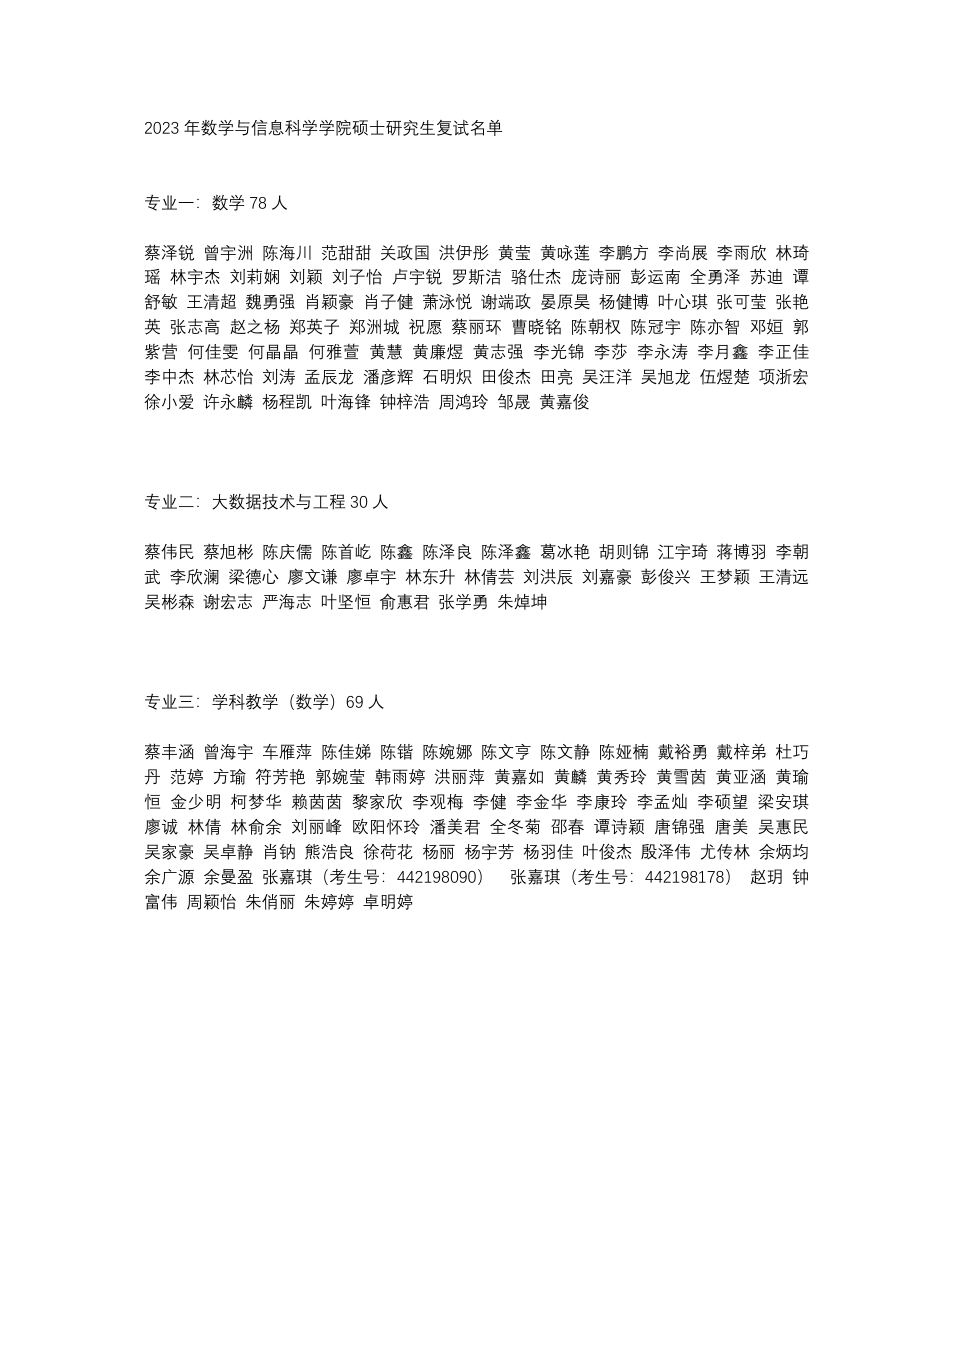 2023 年数学与信息科学学院硕士研究生复试名单
专业一：数学 78 人
蔡泽锐 曾宇洲 陈海川 范甜甜 关政国 洪伊彤 黄莹 黄咏莲 李鹏方 李尚展 李雨欣 林琦
瑶 林宇杰 刘莉娴 刘颖 刘子怡 卢宇锐 罗斯洁 骆仕杰 庞诗丽 彭运南 全勇泽 苏迪 谭
舒敏 王清超 魏勇强 肖颖豪 肖子健 萧泳悦 谢端政 晏原昊 杨健博 叶心琪 张可莹 张艳
英 张志高 赵之杨 郑英子 郑洲城 祝愿 蔡丽环 曹晓铭 陈朝权 陈冠宇 陈亦智 邓姮 郭
紫营 何佳雯 何晶晶 何雅萱 黄慧 黄廉煜 黄志强 李光锦 李莎 李永涛 李月鑫 李正佳
李中杰 林芯怡 刘涛 孟辰龙 潘彦辉 石明炽 田俊杰 田亮 吴汪洋 吴旭龙 伍煜楚 项浙宏
徐小爱 许永麟 杨程凯 叶海锋 钟梓浩 周鸿玲 邹晟 黄嘉俊
专业二：大数据技术与工程 30 人
蔡伟民 蔡旭彬 陈庆儒 陈首屹 陈鑫 陈泽良 陈泽鑫 葛冰艳 胡则锦 江宇琦 蒋博羽 李朝
武 李欣澜 梁德心 廖文谦 廖卓宇 林东升 林倩芸 刘洪辰 刘嘉豪 彭俊兴 王梦颖 王清远
吴彬森 谢宏志 严海志 叶坚恒 俞惠君 张学勇 朱焯坤
专业三：学科教学（数学）69 人
蔡丰涵 曾海宇 车雁萍 陈佳娣 陈锴 陈婉娜 陈文亨 陈文静 陈娅楠 戴裕勇 戴梓弟 杜巧
丹 范婷 方瑜 符芳艳 郭婉莹 韩雨婷 洪丽萍 黄嘉如 黄麟 黄秀玲 黄雪茵 黄亚涵 黄瑜
恒 金少明 柯梦华 赖茵茵 黎家欣 李观梅 李健 李金华 李康玲 李孟灿 李硕望 梁安琪
廖诚 林倩 林俞余 刘丽峰 欧阳怀玲 潘美君 全冬菊 邵春 谭诗颖 唐锦强 唐美 吴惠民
吴家豪 吴卓静 肖钠 熊浩良 徐荷花 杨丽 杨宇芳 杨羽佳 叶俊杰 殷泽伟 尤传林 余炳均
余广源 余曼盈 张嘉琪（考生号：442198090） 张嘉琪（考生号：442198178） 赵玥 钟
富伟 周颖怡 朱俏丽 朱婷婷 卓明婷